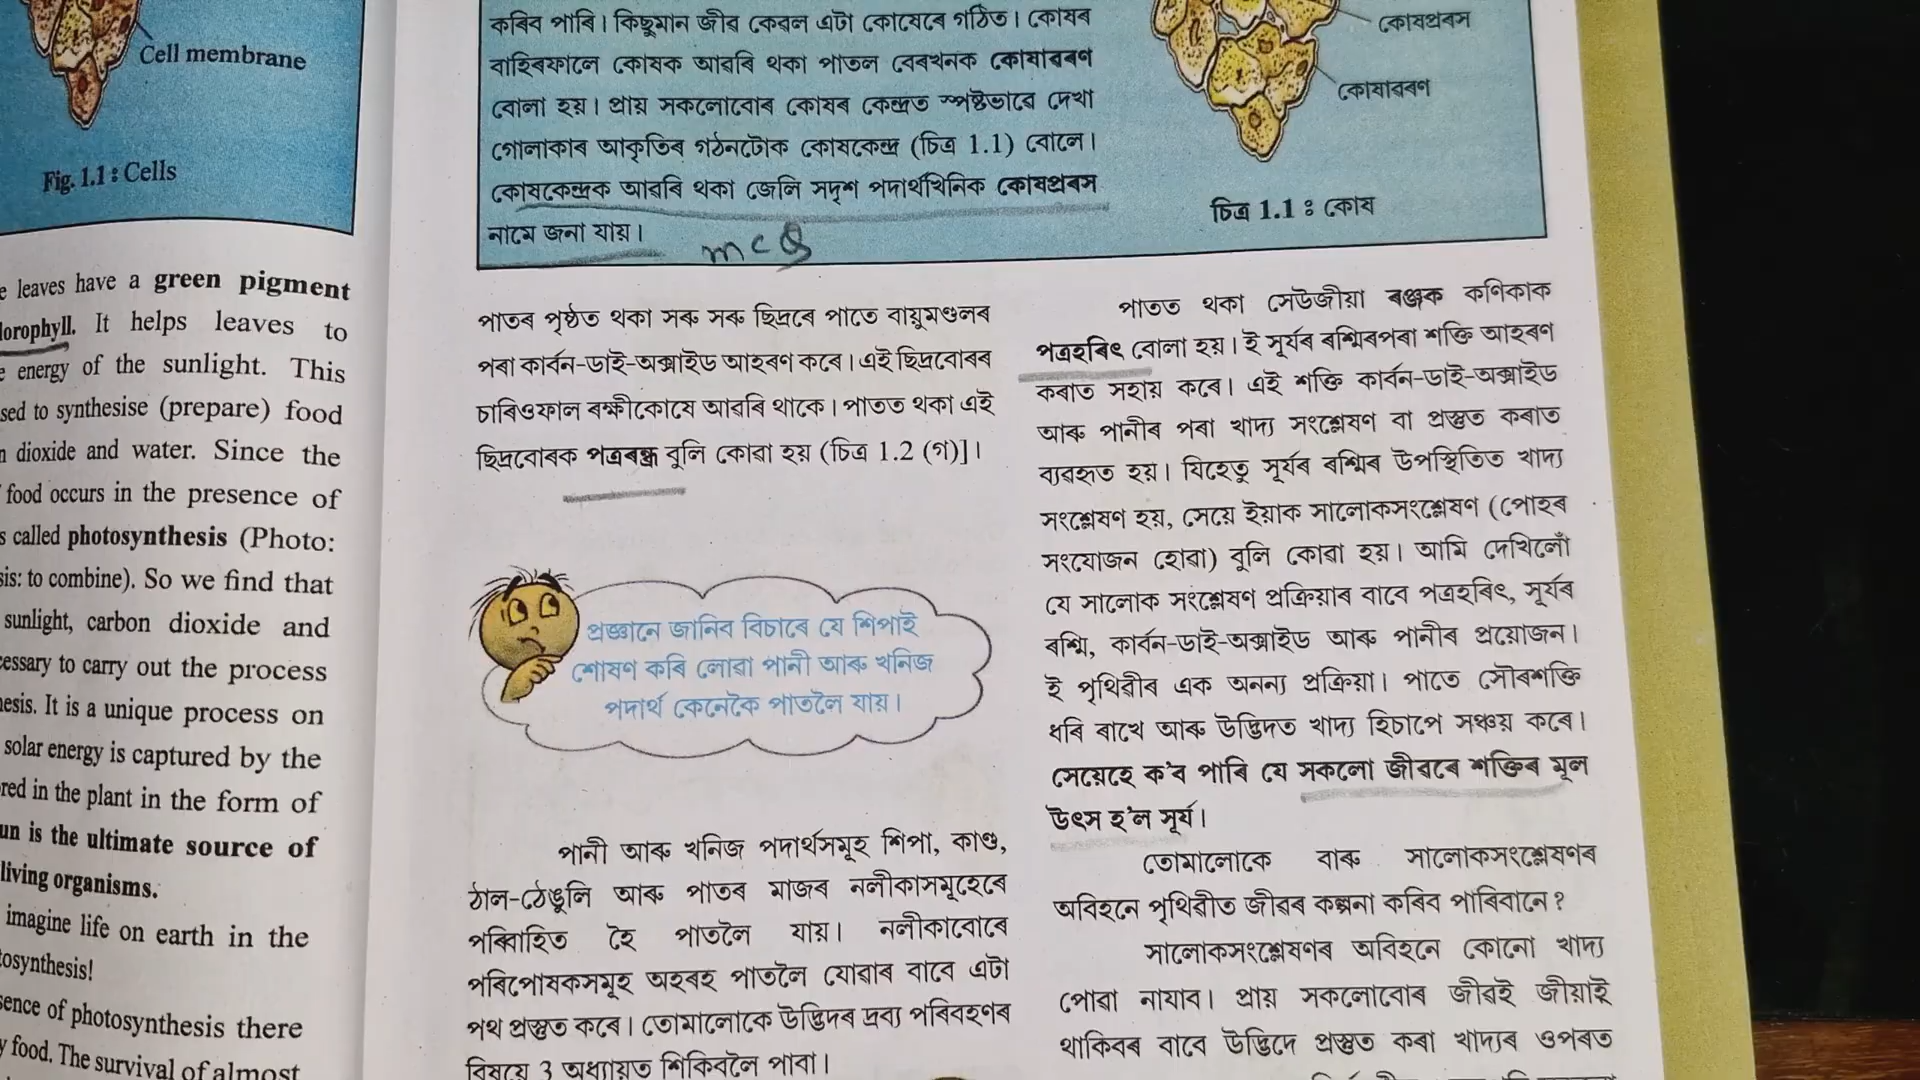 Cell membrane
Fig. 1.1 : Cells
leaves have a green pigment
lorophyll. It helps leaves to
energy of the sunlight. This
sed to synthesise (prepare) food
dioxide and water. Since the
food occurs in the presence of
s called photosynthesis (Photo:
sis: to combine). So we find that
sunlight, carbon dioxide and
essary to carry out the process
nesis. It is a unique process on
solar energy is captured by the
red in the plant in the form of
un is the ultimate source of
living organisms.
imagine life on earth in the
tosynthesis!
sence of photosynthesis there
y food. The survival of almost
কৰিব পাৰি। কিছুমান জীৱ কেৱল এটা কোষেৰে গঠিত। কোষৰ
বাহিৰফালে কোষক আৱৰি থকা পাতল বেৰখনক কোষাবৰণ
বোলা হয়। প্ৰায় সকলোবোৰ কোষৰ কেন্দ্ৰত স্পষ্টভাৱে দেখা
গোলাকাৰ আকৃতিৰ গঠনটোক কোষকেন্দ্ৰ (চিত্ৰ 1.1) বোলে।
কোষকেন্দ্ৰক আৱৰি থকা জেলি সদৃশ পদাৰ্থখিনিক কোষপ্ৰৰস
নামে জনা যায়।
mcQ
কোষপ্ৰৰস
কোষাবৰণ
চিত্ৰ 1.1 : কোষ
পাতৰ পৃষ্ঠত থকা সৰু সৰু ছিদ্ৰৰে পাতে বায়ুমণ্ডলৰ
পৰা কাৰ্বন-ডাই-অক্সাইড আহৰণ কৰে। এই ছিদ্ৰবোৰৰ
চাৰিওফাল ৰক্ষীকোষে আৱৰি থাকে। পাতত থকা এই
ছিদ্ৰবোৰক পত্ৰৰন্ধ্ৰ বুলি কোৱা হয় (চিত্ৰ 1.2 (গ)]।
প্ৰজ্ঞানে জানিব বিচাৰে যে শিপাই
শোষণ কৰি লোৱা পানী আৰু খনিজ
পদাৰ্থ কেনেকৈ পাতলৈ যায়।
পানী আৰু খনিজ পদাৰ্থসমূহ শিপা, কাণ্ড,
ঠাল-ঠেঙুলি আৰু পাতৰ মাজৰ নলীকাসমূহেৰে
পৰিবাহিত হৈ পাতলৈ যায়। নলীকাবোৰে
পৰিপোষকসমূহ অহৰহ পাতলৈ যোৱাৰ বাবে এটা
পথ প্ৰস্তুত কৰে। তোমালোকে উদ্ভিদৰ দ্ৰব্য পৰিবহণৰ
বিষয়ে 3 অধ্যায়ত শিকিবলৈ পাবা।
পাতত থকা সেউজীয়া ৰঞ্জক কণিকাক
পত্ৰহৰিৎ বোলা হয়। ই সূৰ্যৰ ৰশ্মিৰপৰা শক্তি আহৰণ
কৰাত সহায় কৰে। এই শক্তি কাৰ্বন-ডাই-অক্সাইড
আৰু পানীৰ পৰা খাদ্য সংশ্লেষণ বা প্ৰস্তুত কৰাত
ব্যৱহৃত হয়। যিহেতু সূৰ্যৰ ৰশ্মিৰ উপস্থিতিত খাদ্য
সংশ্লেষণ হয়, সেয়ে ইয়াক সালোকসংশ্লেষণ (পোহৰ
সংযোজন হোৱা) বুলি কোৱা হয়। আমি দেখিলোঁ
যে সালোক সংশ্লেষণ প্ৰক্ৰিয়াৰ বাবে পত্ৰহৰিৎ, সূৰ্যৰ
ৰশ্মি, কাৰ্বন-ডাই-অক্সাইড আৰু পানীৰ প্ৰয়োজন।
ই পৃথিৱীৰ এক অনন্য প্ৰক্ৰিয়া। পাতে সৌৰশক্তি
ধৰি ৰাখে আৰু উদ্ভিদত খাদ্য হিচাপে সঞ্চয় কৰে।
সেয়েহে ক'ব পাৰি যে সকলো জীৱৰে শক্তিৰ মূল
উৎস হ'ল সূৰ্য।
তোমালোকে বাৰু সালোকসংশ্লেষণৰ
অবিহনে পৃথিৱীত জীৱৰ কল্পনা কৰিব পাৰিবানে?
সালোকসংশ্লেষণৰ অবিহনে কোনো খাদ্য
পোৱা নাযাব। প্ৰায় সকলোবোৰ জীৱই জীয়াই
থাকিবৰ বাবে উদ্ভিদে প্ৰস্তুত কৰা খাদ্যৰ ওপৰত